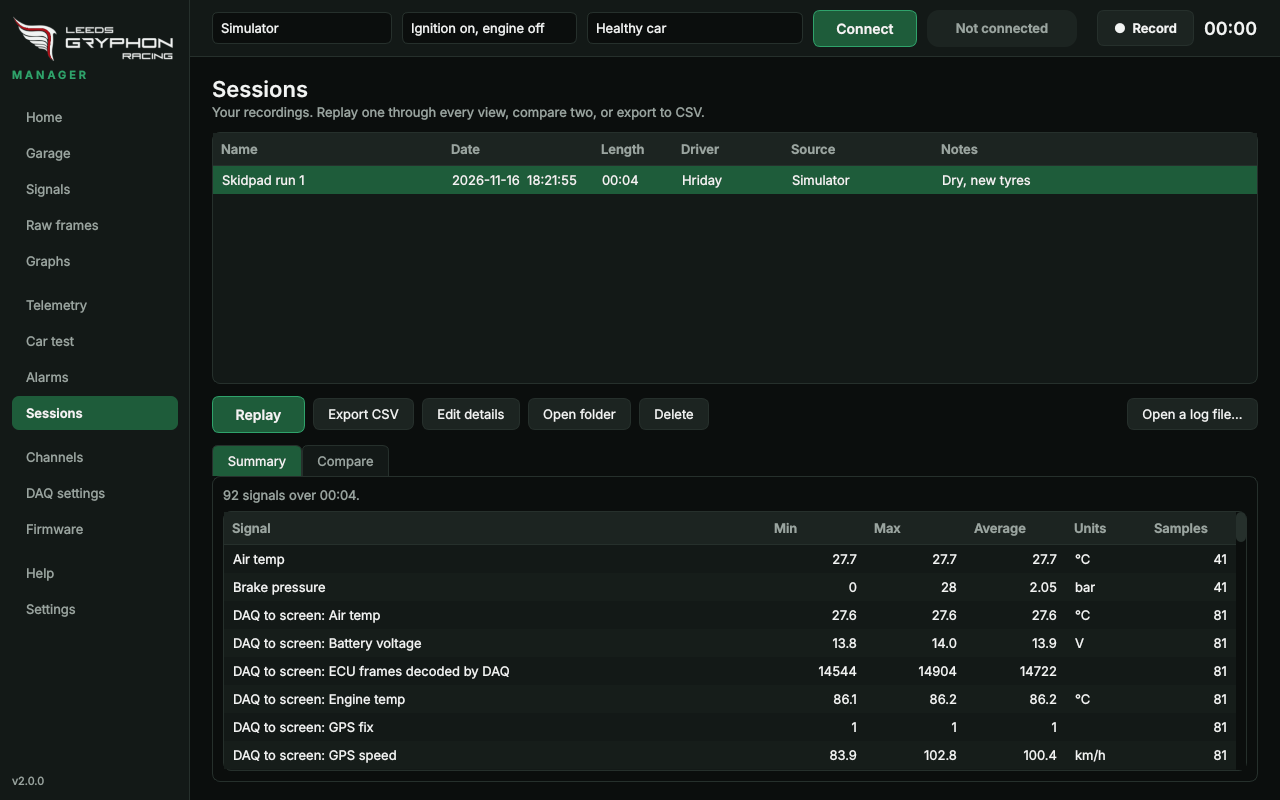 LEEDS
GRYPHON
RACING
MANAGER
Home
Garage
Signals
Raw frames
Graphs
Telemetry
Car test
Alarms
Sessions
Channels
DAQ settings
Firmware
Help
Settings
v2.0.0
Simulator Ignition on, engine off Healthy car Connect Not connected Record 00:00
Sessions
Your recordings. Replay one through every view, compare two, or export to CSV.
Name Date Length Driver Source Notes
Skidpad run 1 2026-11-16 18:21:55 00:04 Hriday Simulator Dry, new tyres
Replay Export CSV Edit details Open folder Delete Open a log file...
Summary Compare
92 signals over 00:04.
Signal Min Max Average Units Samples
Air temp 27.7 27.7 27.7 °C 41
Brake pressure 0 28 2.05 bar 41
DAQ to screen: Air temp 27.6 27.6 27.6 °C 81
DAQ to screen: Battery voltage 13.8 14.0 13.9 V 81
DAQ to screen: ECU frames decoded by DAQ 14544 14904 14722 81
DAQ to screen: Engine temp 86.1 86.2 86.2 °C 81
DAQ to screen: GPS fix 1 1 1 81
DAQ to screen: GPS speed 83.9 102.8 100.4 km/h 81